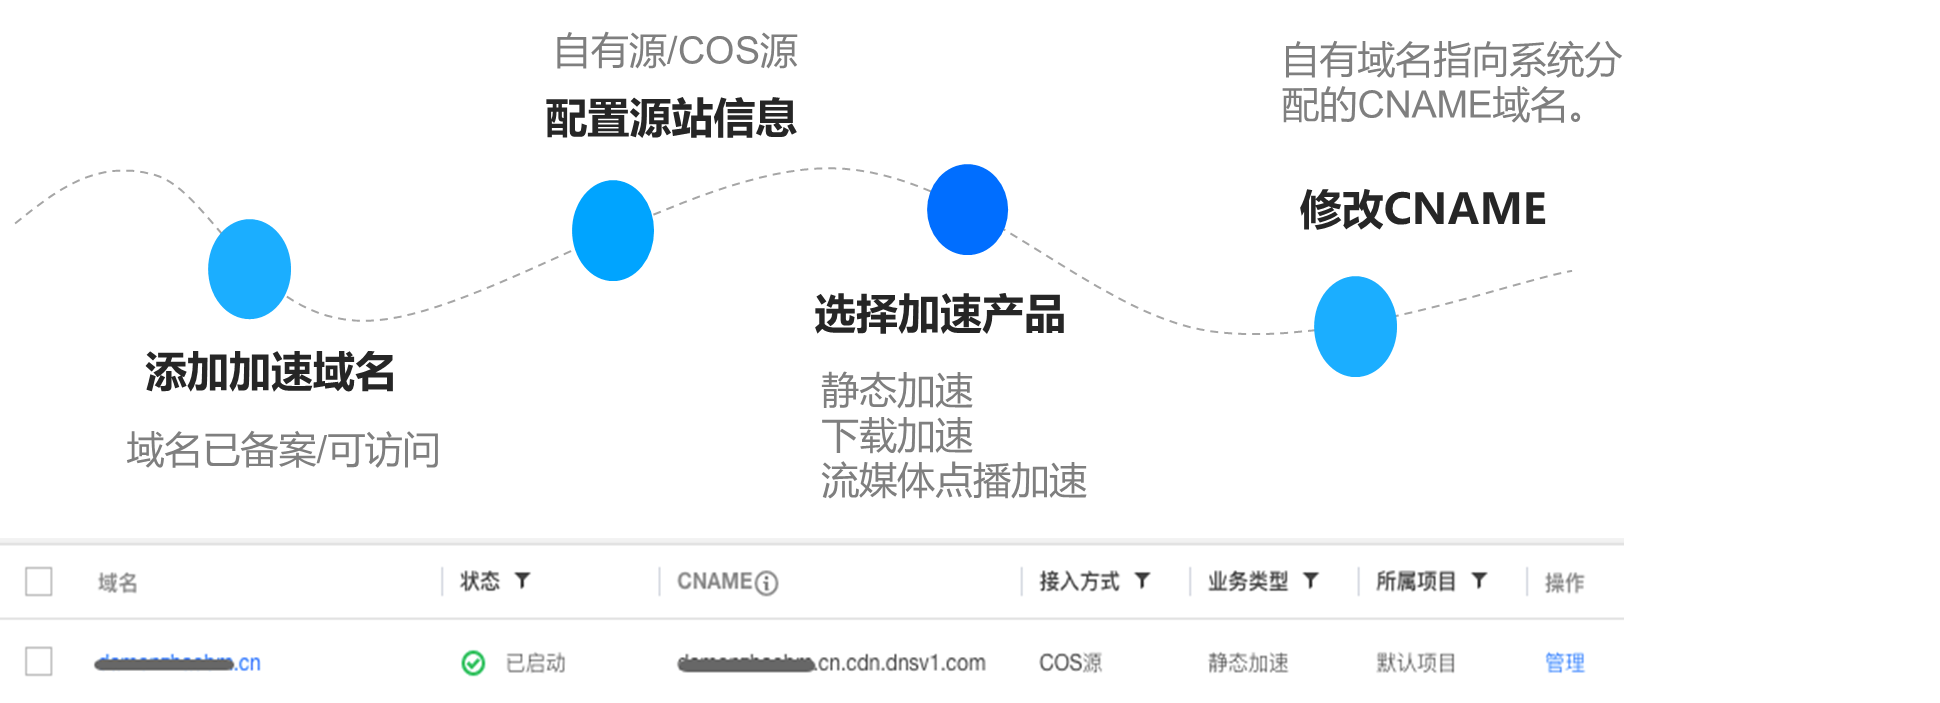 自有源/COS源
配置源站信息
自有域名指向系统分
配的CNAME域名。
修改CNAME
选择加速产品
静态加速
下载加速
流媒体点播加速
添加加速域名
域名已备案/可访问
域名 状态 CNAME 接入方式 业务类型 所属项目 操作
.cn 已启动 .cn.cdn.dnsv1.com COS源 静态加速 默认项目 管理